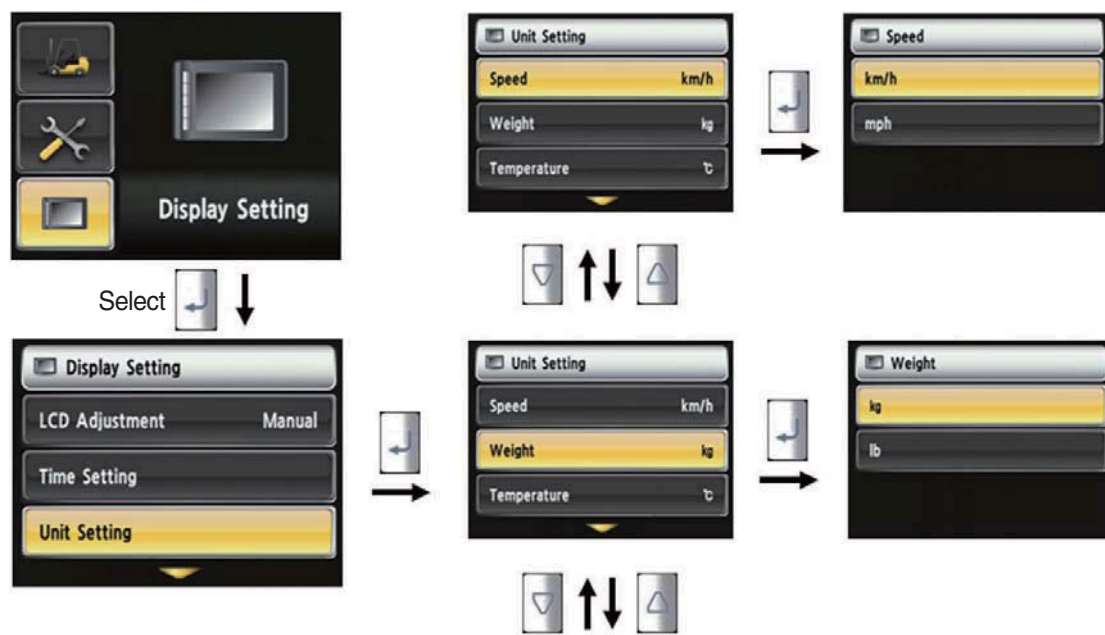 Display Setting
Select
Display Setting
LCD Adjustment Manual
Time Setting
Unit Setting
Unit Setting
Speed km/h
Weight kg
Temperature ℃
Speed
km/h
mph
Unit Setting
Speed km/h
Weight kg
Temperature ℃
Weight
kg
lb